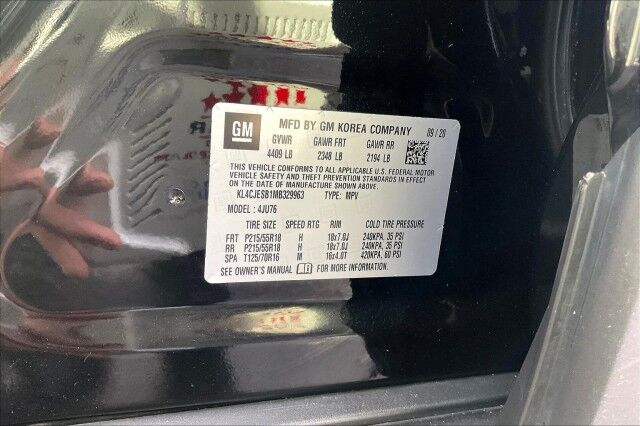 GM
MFD BY GM KOREA COMPANY 09/20
GVWR GAWR FRT GAWR RR
4409 LB 2348 LB 2194 LB
THIS VEHICLE CONFORMS TO ALL APPLICABLE U.S. FEDERAL MOTOR
VEHICLE SAFETY AND THEFT PREVENTION STANDARDS IN EFFECT ON THE
DATE OF MANUFACTURE SHOWN ABOVE.
KL4CJESB1MB329963 TYPE: MPV
MODEL: 4JU76
TIRE SIZE SPEED RTG RIM COLD TIRE PRESSURE
FRT P215/55R18 H 18x7.0J 240KPA, 35 PSI
RR P215/55R18 H 18x7.0J 240KPA, 35 PSI
SPA T125/70R16 M 16x4.0T 420KPA, 60 PSI
SEE OWNER'S MANUAL FOR MORE INFORMATION.